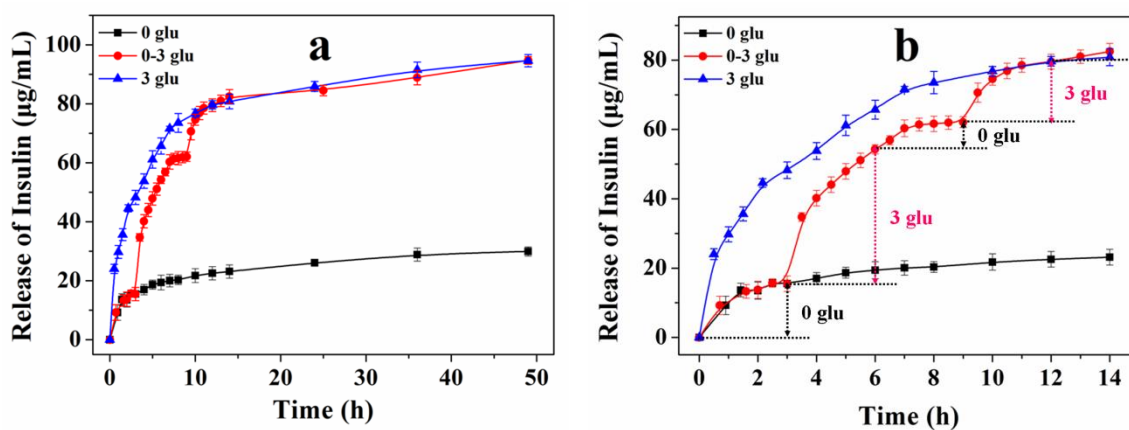 a
0 glu
0-3 glu
3 glu
Release of Insulin (µg/mL)
100
80
60
40
20
0
0 10 20 30 40 50
Time (h)
b
0 glu
0-3 glu
3 glu
3 glu
0 glu
3 glu
0 glu
Release of Insulin (µg/mL)
80
60
40
20
0
0 2 4 6 8 10 12 14
Time (h)